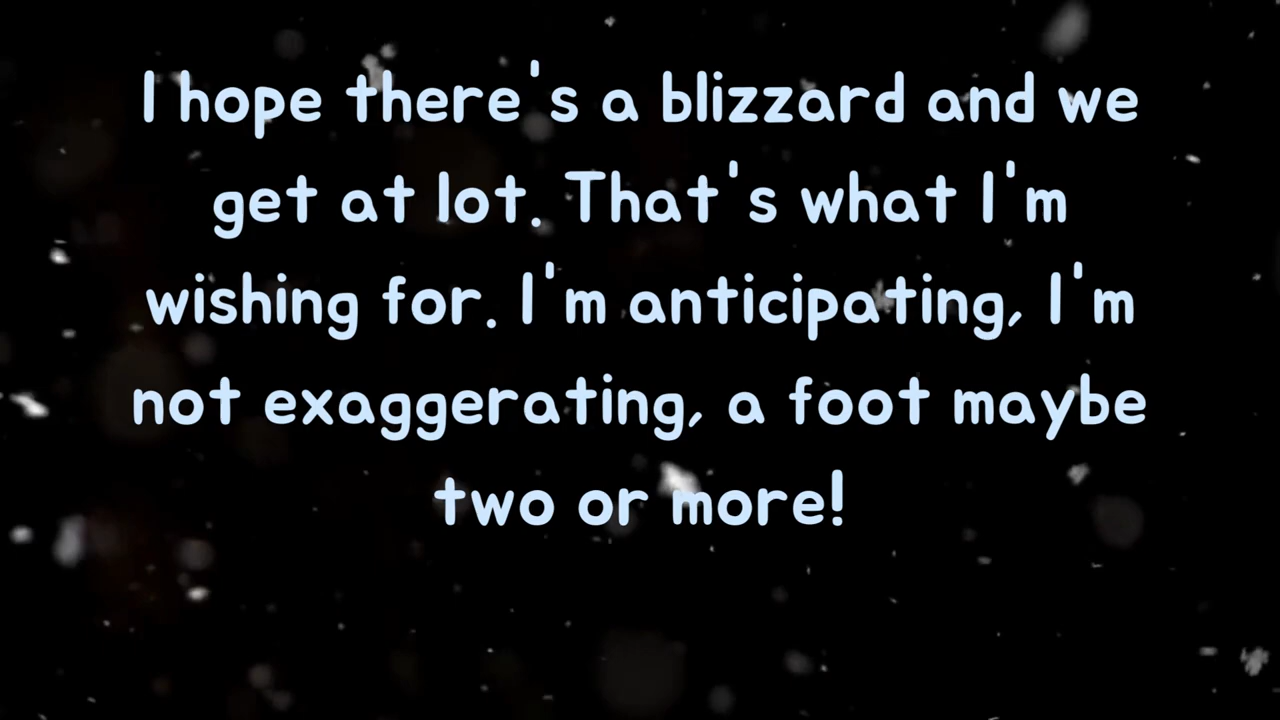 I hope there's a blizzard and we
get at lot. That's what I'm
wishing for. I'm anticipating, I'm
not exaggerating, a foot maybe
two or more!